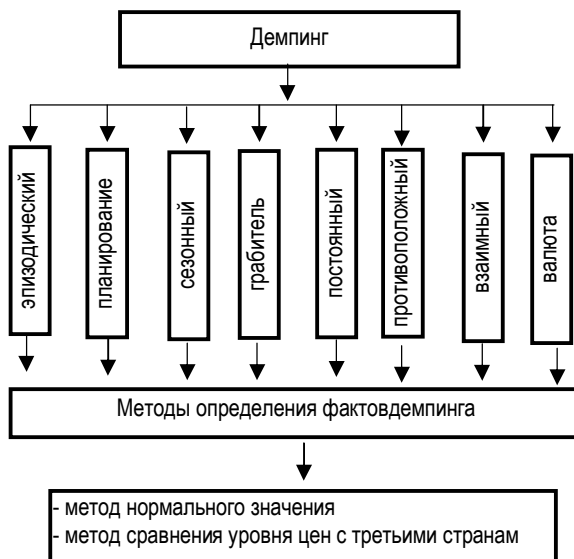 Демпинг
эпизодический
планирование
сезонный
грабитель
постоянный
противоположный
взаимный
валюта
Методы определения фактовдемпинга
- метод нормального значения
- метод сравнения уровня цен с третьими странам